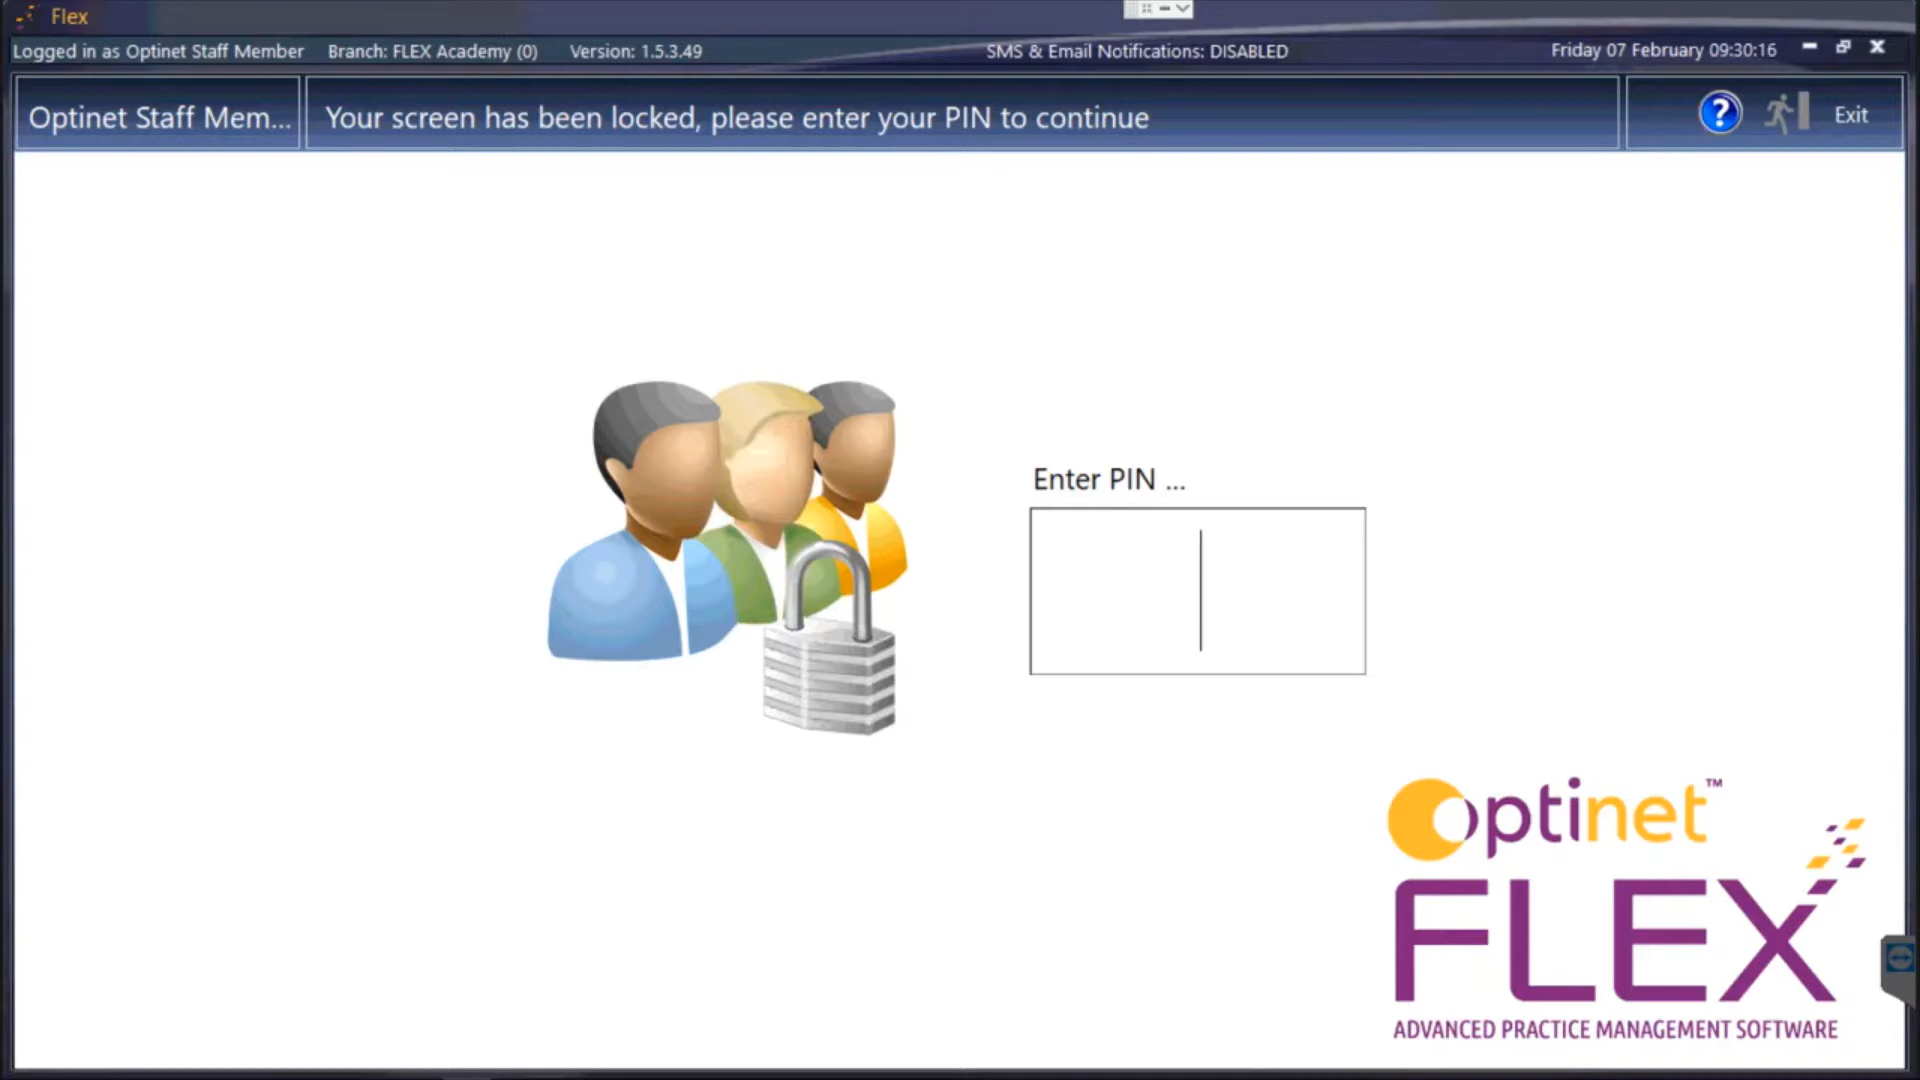 Flex
Logged in as Optinet Staff Member Branch: FLEX Academy (0) Version: 1.5.3.49 SMS & Email Notifications: DISABLED Friday 07 February 09:30:16
Optinet Staff Mem... Your screen has been locked, please enter your PIN to continue ? Exit
Enter PIN ...
optinet™
FLEX
ADVANCED PRACTICE MANAGEMENT SOFTWARE